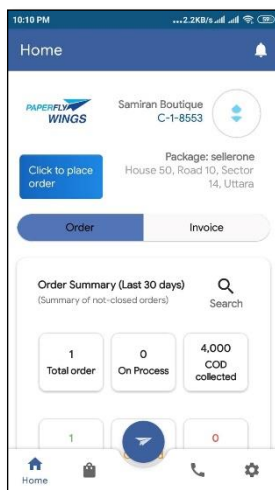 10:10 PM
...2.2KB/s
Home
PAPERFLY
WINGS
Samiran Boutique
C-1-8553
Click to place
order
Package: sellerone
House 50, Road 10, Sector
14, Uttara
Order
Invoice
Order Summary (Last 30 days)
(Summary of not-closed orders)
Search
1
Total order
0
On Process
4,000
COD
collected
1
0
Home